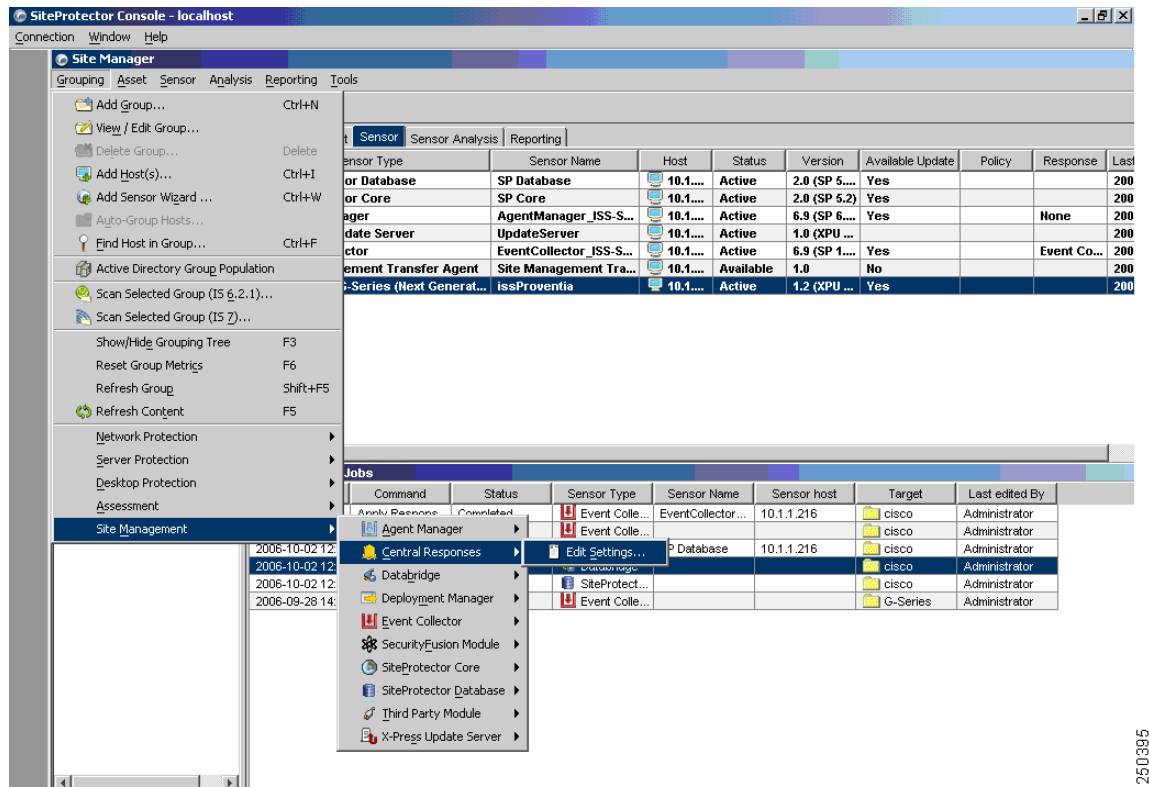 SiteProtector Console - localhost
Connection Window Help
Site Manager
Grouping Asset Sensor Analysis Reporting Tools
Add Group... Ctrl+N
View / Edit Group...
Delete Group... Delete
Add Host(s)... Ctrl+I
Add Sensor Wizard ... Ctrl+W
Auto-Group Hosts...
Find Host in Group... Ctrl+F
Active Directory Group Population
Scan Selected Group (IS 6.2.1)...
Scan Selected Group (IS 7)...
Show/Hide Grouping Tree F3
Reset Group Metrics F6
Refresh Group Shift+F5
Refresh Content F5
Network Protection
Server Protection
Desktop Protection
Assessment
Site Management
t Sensor Sensor Analysis Reporting
ensor Type Sensor Name Host Status Version Available Update Policy Response Last
or Database SP Database 10.1.... Active 2.0 (SP 5.... Yes 200
or Core SP Core 10.1.... Active 2.0 (SP 5.2) Yes 200
ager AgentManager_ISS-S... 10.1.... Active 6.9 (SP 6.... Yes None 200
date Server UpdateServer 10.1.... Active 1.0 (XPU ... 200
ctor EventCollector_ISS-S... 10.1.... Active 6.9 (SP 1.... Yes Event Co... 200
ement Transfer Agent Site Management Tra... 10.1.... Available 1.0 No 200
G-Series (Next Generat... issProventia 10.1.... Active 1.2 (XPU ... Yes 200
Jobs
Command Status Sensor Type Sensor Name Sensor host Target Last edited By
Apply Respons... Completed Event Colle... EventCollector... 10.1.1.216 cisco Administrator
Event Colle... cisco Administrator
2006-10-02 12: P Database 10.1.1.216 cisco Administrator
2006-10-02 12: Databridge cisco Administrator
2006-10-02 12: SiteProtect... cisco Administrator
2006-09-28 14: Event Colle... G-Series Administrator
Agent Manager
Central Responses
Databridge
Deployment Manager
Event Collector
SecurityFusion Module
SiteProtector Core
SiteProtector Database
Third Party Module
X-Press Update Server
Edit Settings...
250395